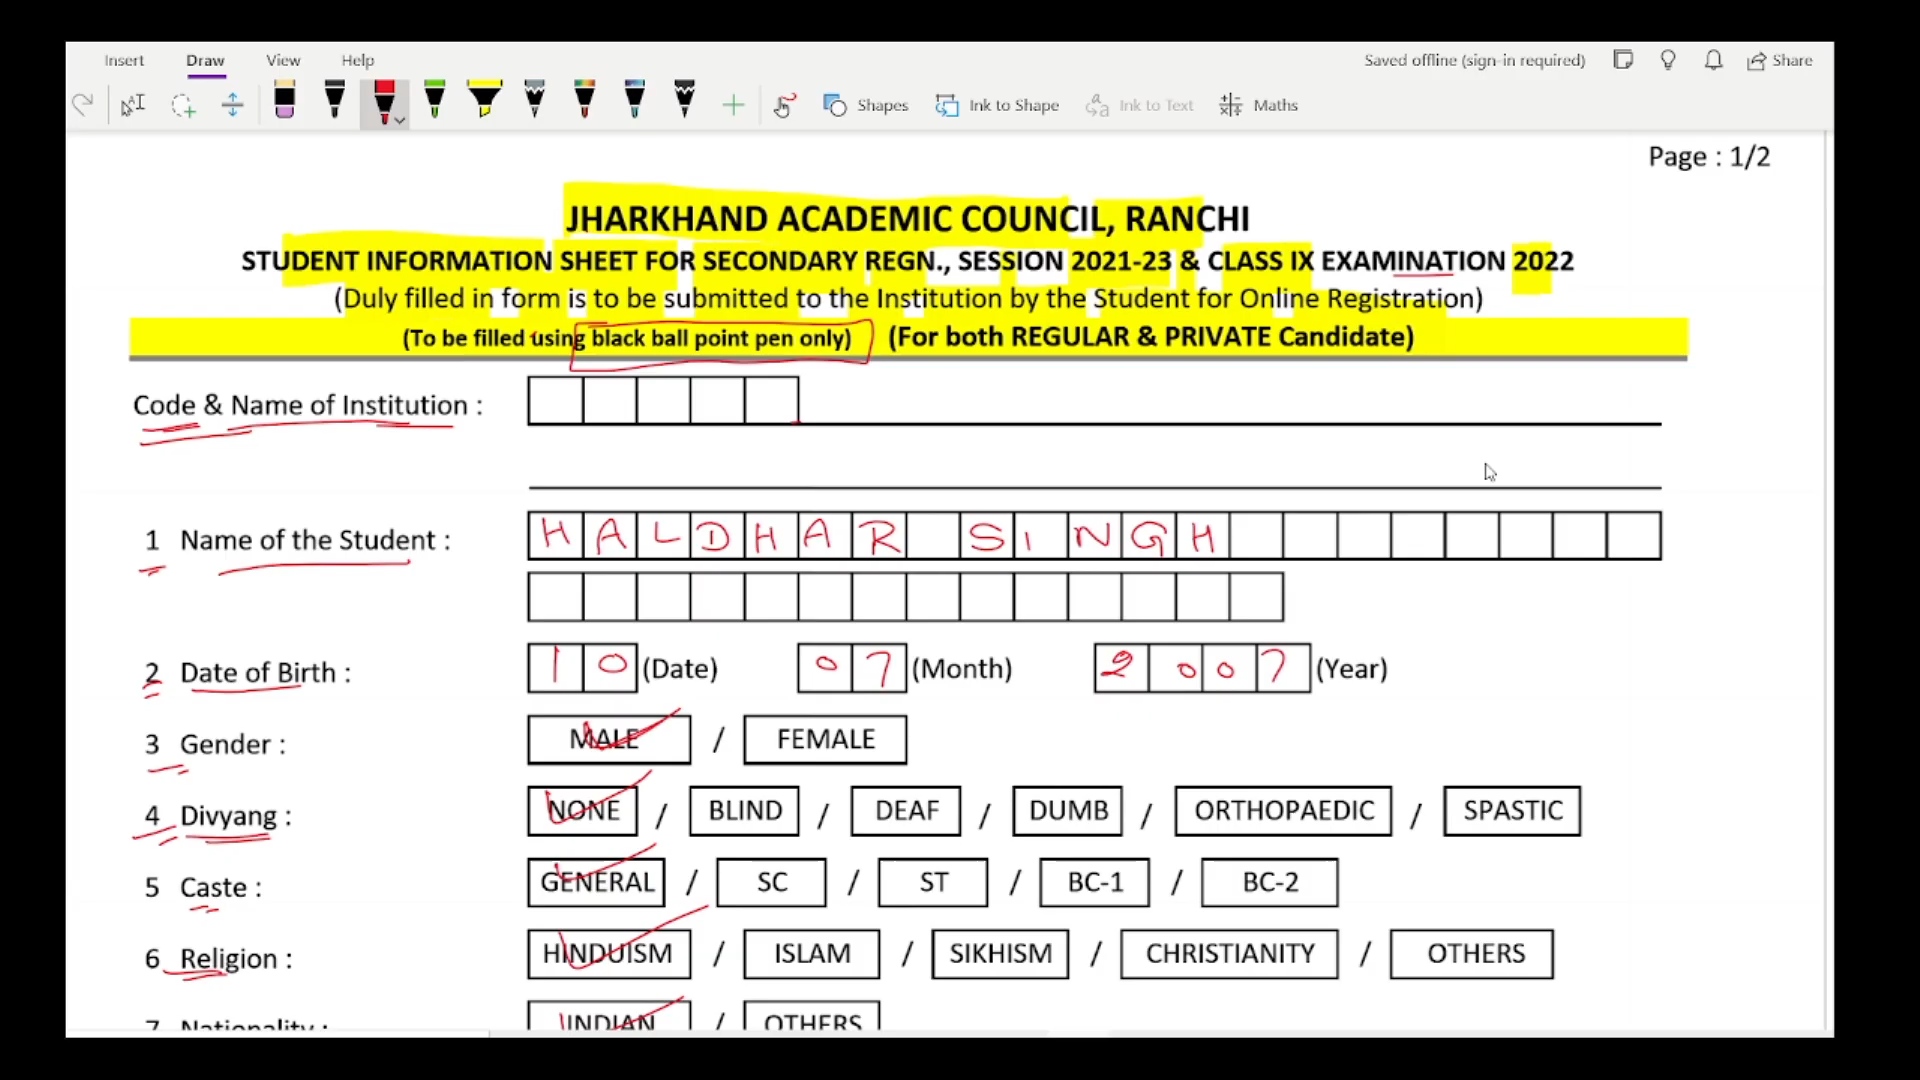 Insert Draw View Help Saved offline (sign-in required) Share
Shapes Ink to Shape Ink to Text Maths
Page : 1/2
JHARKHAND ACADEMIC COUNCIL, RANCHI
STUDENT INFORMATION SHEET FOR SECONDARY REGN., SESSION 2021-23 & CLASS IX EXAMINATION 2022
(Duly filled in form is to be submitted to the Institution by the Student for Online Registration)
(To be filled using black ball point pen only) (For both REGULAR & PRIVATE Candidate)
Code & Name of Institution :
1 Name of the Student : HALDHAR SINGH
2 Date of Birth : 10 (Date) 07 (Month) 2007 (Year)
3 Gender : MALE / FEMALE
4 Divyang : NONE / BLIND / DEAF / DUMB / ORTHOPAEDIC / SPASTIC
5 Caste : GENERAL / SC / ST / BC-1 / BC-2
6 Religion : HINDUISM / ISLAM / SIKHISM / CHRISTIANITY / OTHERS
7 Nationality : INDIAN / OTHERS